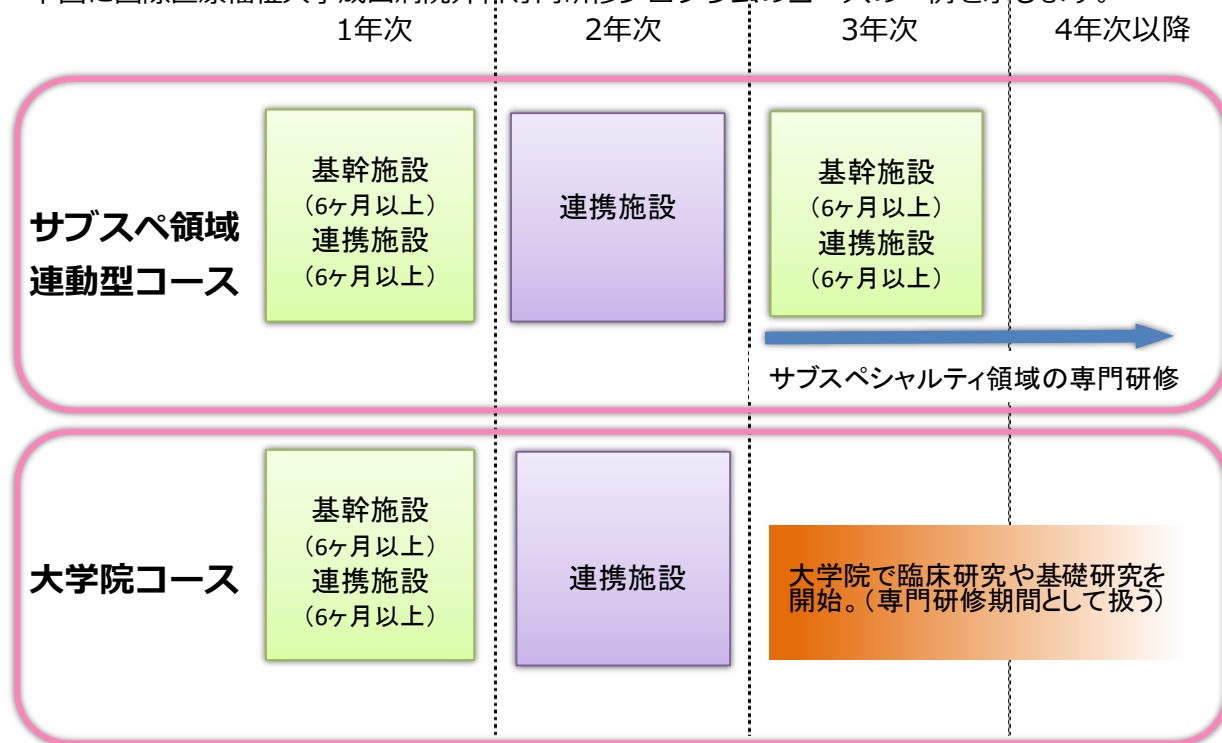 1年次 2年次 3年次 4年次以降
サブスペ領域
連動型コース
基幹施設
（6ヶ月以上）
連携施設
（6ヶ月以上）
連携施設
基幹施設
（6ヶ月以上）
連携施設
（6ヶ月以上）
サブスペシャルティ領域の専門研修
大学院コース
基幹施設
（6ヶ月以上）
連携施設
（6ヶ月以上）
連携施設
大学院で臨床研究や基礎研究を
開始。（専門研修期間として扱う）